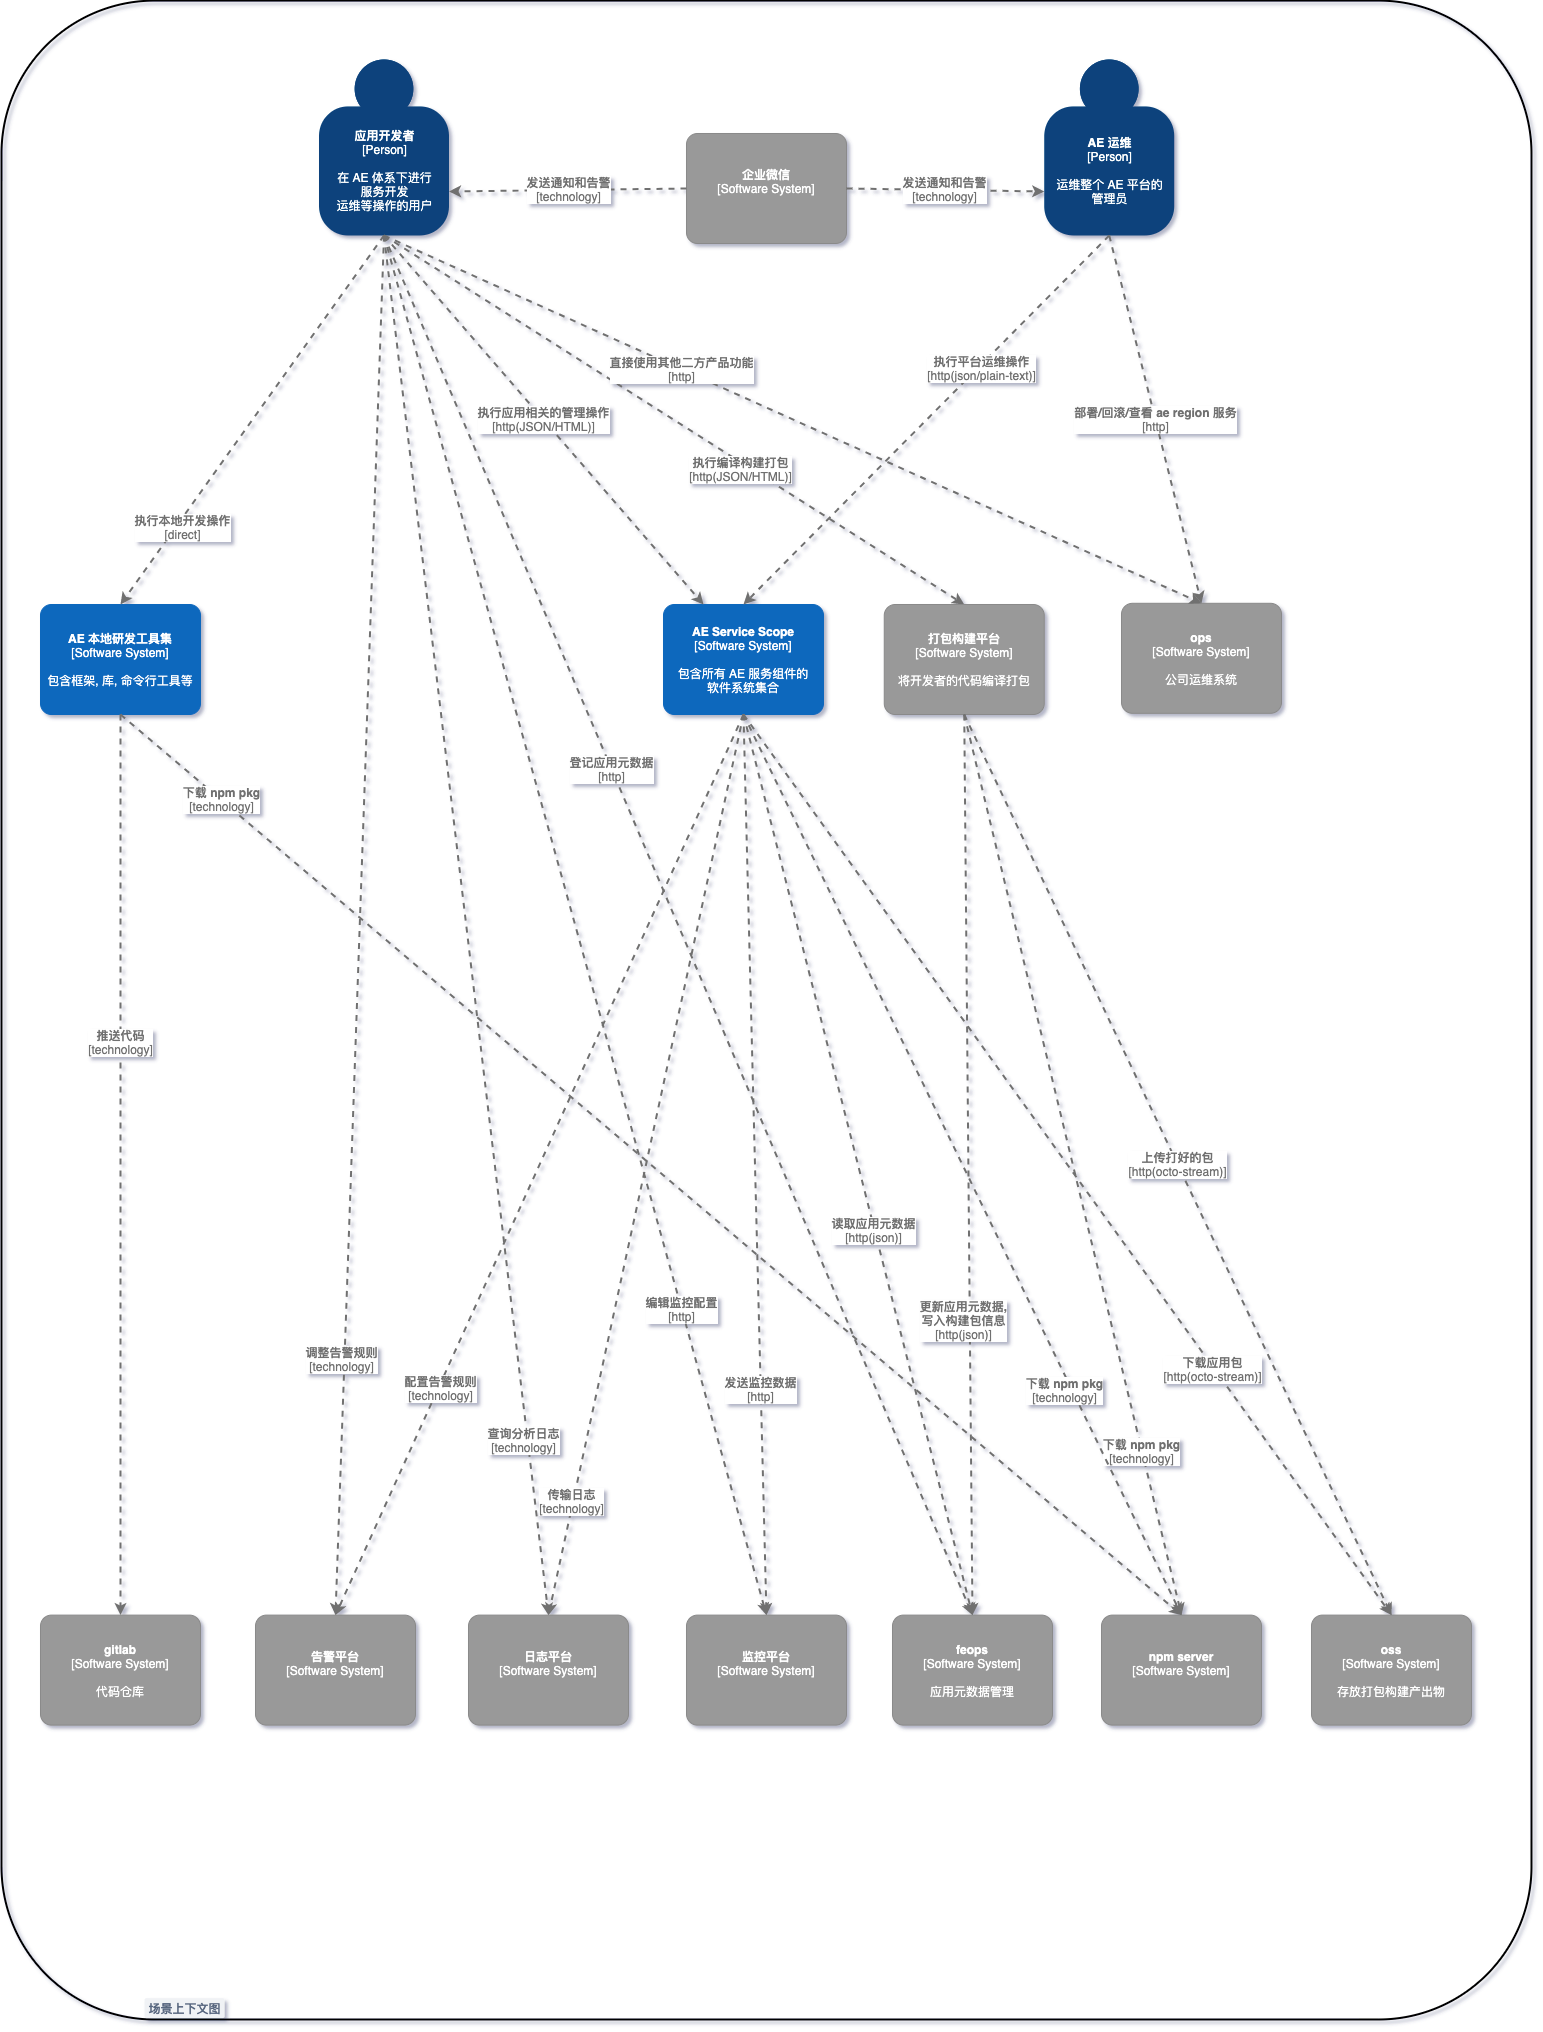 应用开发者
[Person]
在 AE 体系下进行
服务开发
运维等操作的用户
发送通知和告警
[technology]
企业微信
[Software System]
发送通知和告警
[technology]
AE 运维
[Person]
运维整个 AE 平台的
管理员
直接使用其他二方产品功能
[http]
执行平台运维操作
[http(json/plain-text)]
执行应用相关的管理操作
[http(JSON/HTML)]
部署/回滚/查看 ae region 服务
[http]
执行编译构建打包
[http(JSON/HTML)]
执行本地开发操作
[direct]
AE 本地研发工具集
[Software System]
包含框架, 库, 命令行工具等
AE Service Scope
[Software System]
包含所有 AE 服务组件的
软件系统集合
打包构建平台
[Software System]
将开发者的代码编译打包
ops
[Software System]
公司运维系统
登记应用元数据
[http]
下载 npm pkg
[technology]
推送代码
[technology]
上传打好的包
[http(octo-stream)]
读取应用元数据
[http(json)]
编辑监控配置
[http]
更新应用元数据,
写入构建包信息
[http(json)]
调整告警规则
[technology]
下载应用包
[http(octo-stream)]
配置告警规则
[technology]
发送监控数据
[http]
下载 npm pkg
[technology]
查询分析日志
[technology]
下载 npm pkg
[technology]
传输日志
[technology]
gitlab
[Software System]
代码仓库
告警平台
[Software System]
日志平台
[Software System]
监控平台
[Software System]
feops
[Software System]
应用元数据管理
npm server
[Software System]
oss
[Software System]
存放打包构建产出物
场景上下文图